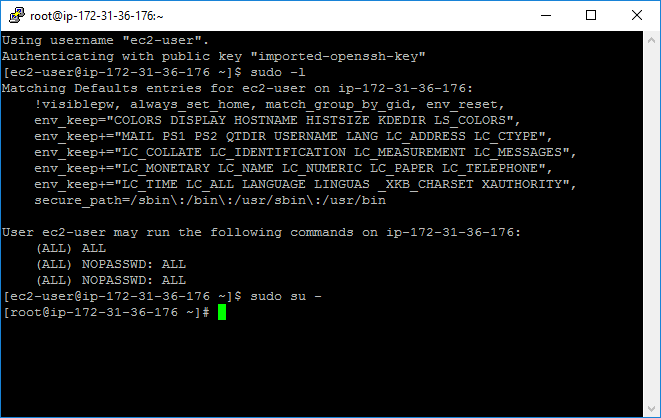 root@ip-172-31-36-176:~
Using username "ec2-user".
Authenticating with public key "imported-openssh-key"
[ec2-user@ip-172-31-36-176 ~]$ sudo -l
Matching Defaults entries for ec2-user on ip-172-31-36-176:
    !visiblepw, always_set_home, match_group_by_gid, env_reset,
    env_keep="COLORS DISPLAY HOSTNAME HISTSIZE KDEDIR LS_COLORS",
    env_keep+="MAIL PS1 PS2 QTDIR USERNAME LANG LC_ADDRESS LC_CTYPE",
    env_keep+="LC_COLLATE LC_IDENTIFICATION LC_MEASUREMENT LC_MESSAGES",
    env_keep+="LC_MONETARY LC_NAME LC_NUMERIC LC_PAPER LC_TELEPHONE",
    env_keep+="LC_TIME LC_ALL LANGUAGE LINGUAS _XKB_CHARSET XAUTHORITY",
    secure_path=/sbin\:/bin\:/usr/sbin\:/usr/bin

User ec2-user may run the following commands on ip-172-31-36-176:
    (ALL) ALL
    (ALL) NOPASSWD: ALL
    (ALL) NOPASSWD: ALL
[ec2-user@ip-172-31-36-176 ~]$ sudo su -
[root@ip-172-31-36-176 ~]#